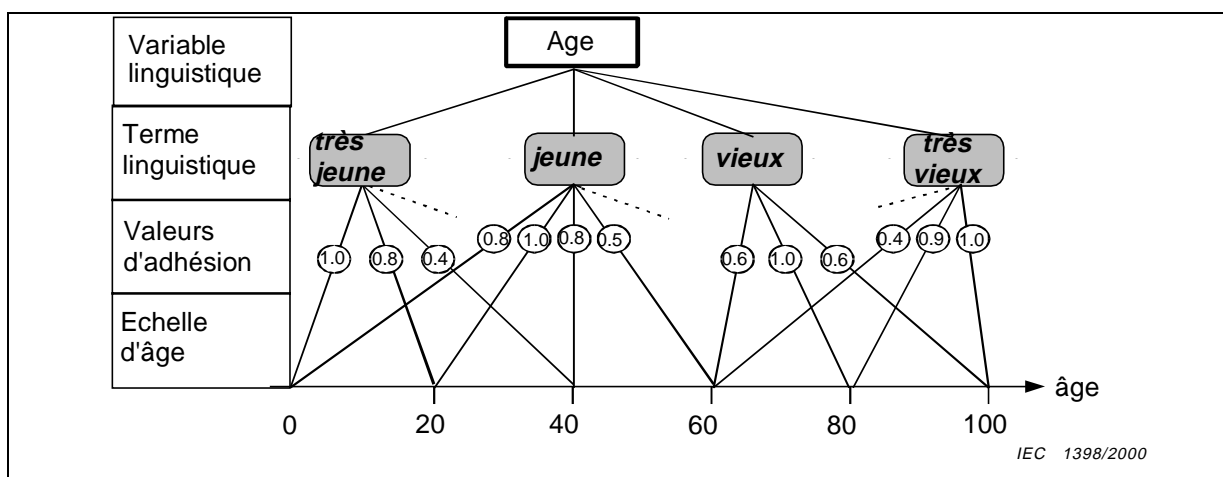 Variable
linguistique
Age
Terme
linguistique
très
jeune
jeune
vieux
très
vieux
Valeurs
d'adhésion
1.0 0.8 0.4 0.8 1.0 0.8 0.5 0.6 1.0 0.6 0.4 0.9 1.0
Echelle
d'âge
âge
0 20 40 60 80 100
IEC 1398/2000